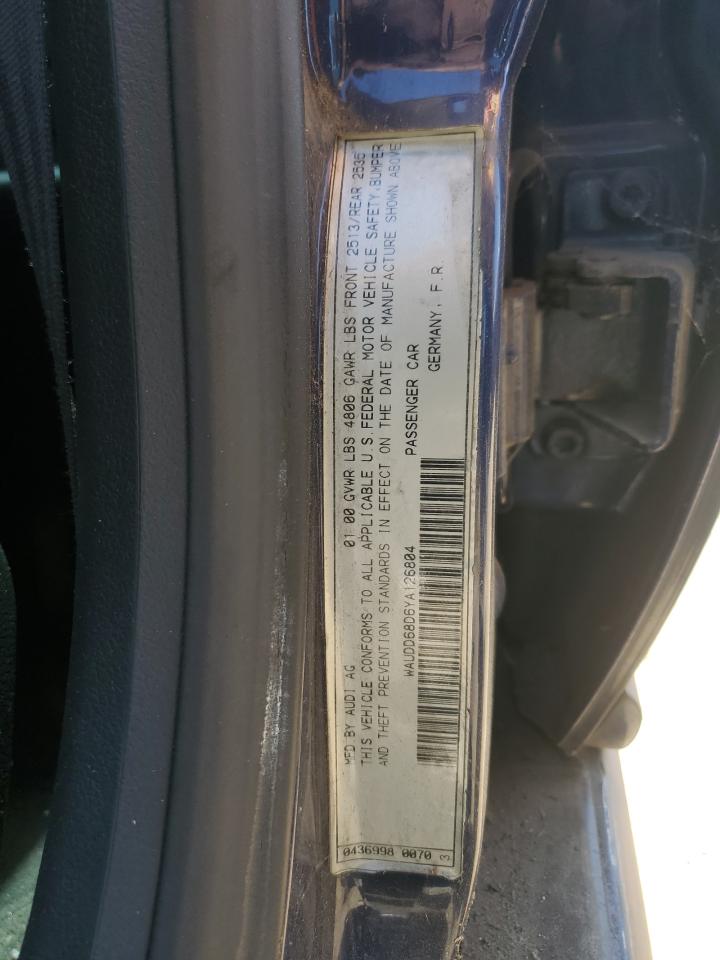 MFD BY AUDI AG 01 00 GVWR LBS 4806 GAWR LBS FRONT 2513/REAR 2535
THIS VEHICLE CONFORMS TO ALL APPLICABLE U.S.FEDERAL MOTOR VEHICLE SAFETY,BUMPER
AND THEFT PREVENTION STANDARDS IN EFFECT ON THE DATE OF MANUFACTURE SHOWN ABOVE
WAUDD68D6YA126804 PASSENGER CAR
GERMANY, F.R.
0436998 0070 3